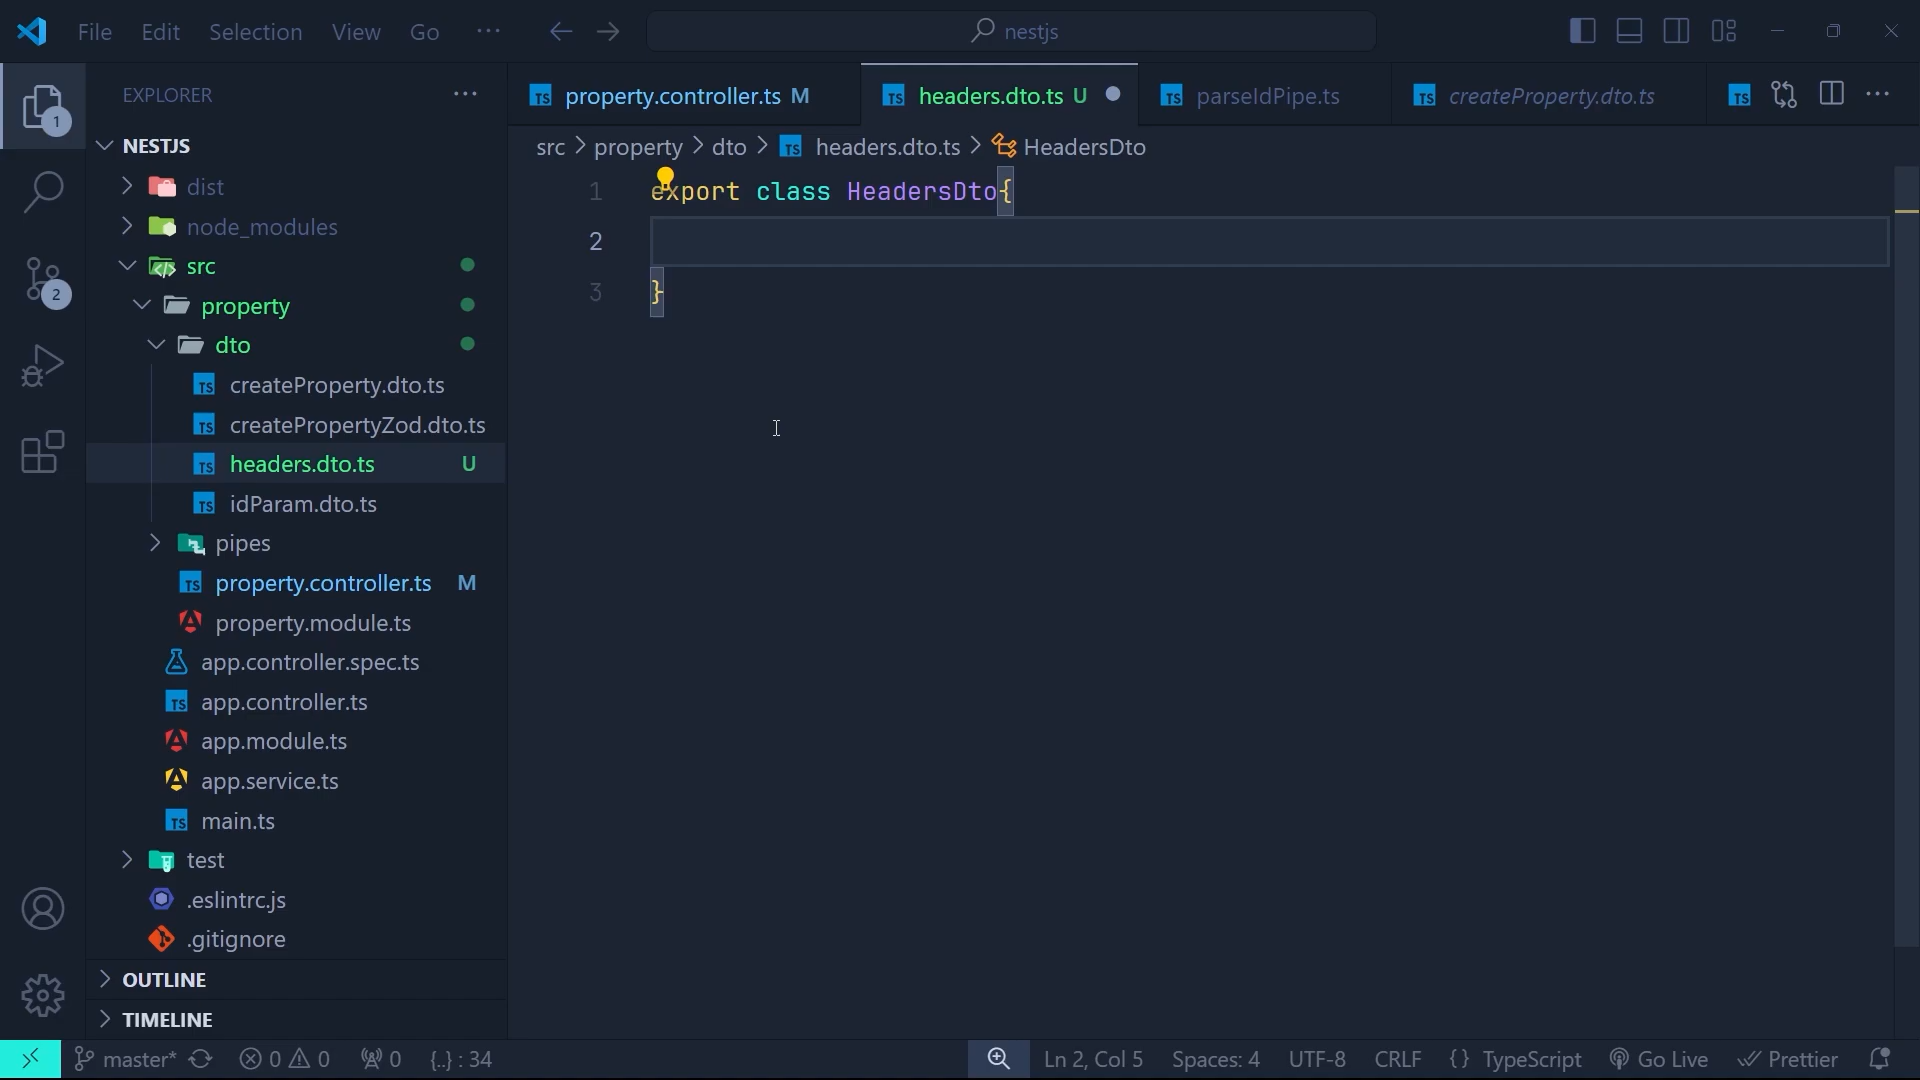 File Edit Selection View Go ··· nestjs
EXPLORER ···
property.controller.ts M
headers.dto.ts U
parseIdPipe.ts
createProperty.dto.ts
TS
1
2
NESTJS
dist
node_modules
src
property
dto
createProperty.dto.ts
createPropertyZod.dto.ts
headers.dto.ts U
idParam.dto.ts
pipes
property.controller.ts M
property.module.ts
app.controller.spec.ts
app.controller.ts
app.module.ts
app.service.ts
main.ts
test
.eslintrc.js
.gitignore
OUTLINE
TIMELINE
src > property > dto > TS headers.dto.ts > HeadersDto
1 export class HeadersDto{
2
3 }
master* 0 0 0 {..} : 34 Ln 2, Col 5 Spaces: 4 UTF-8 CRLF {} TypeScript Go Live Prettier